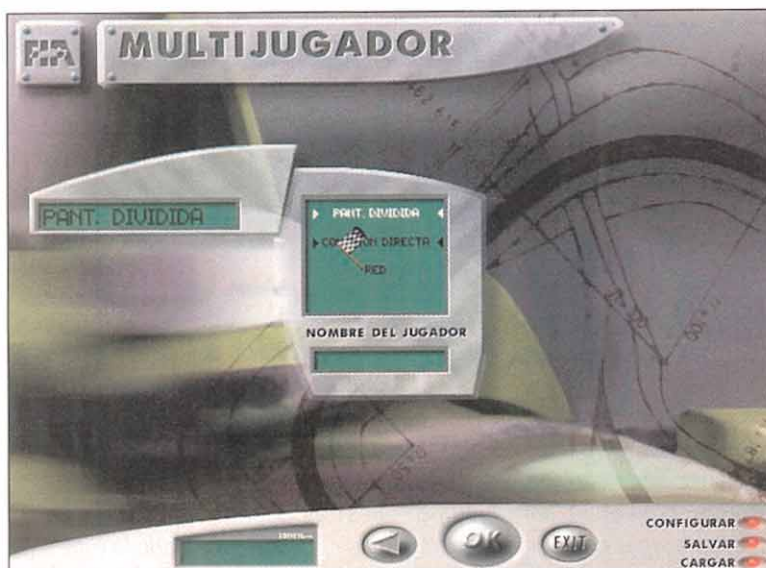 FIA
MULTIJUGADOR
PANT. DIVIDIDA
PANT. DIVIDIDA
DIRECTA
RED
NOMBRE DEL JUGADOR
OK
EXIT
CONFIGURAR
SALVAR
CARGAR